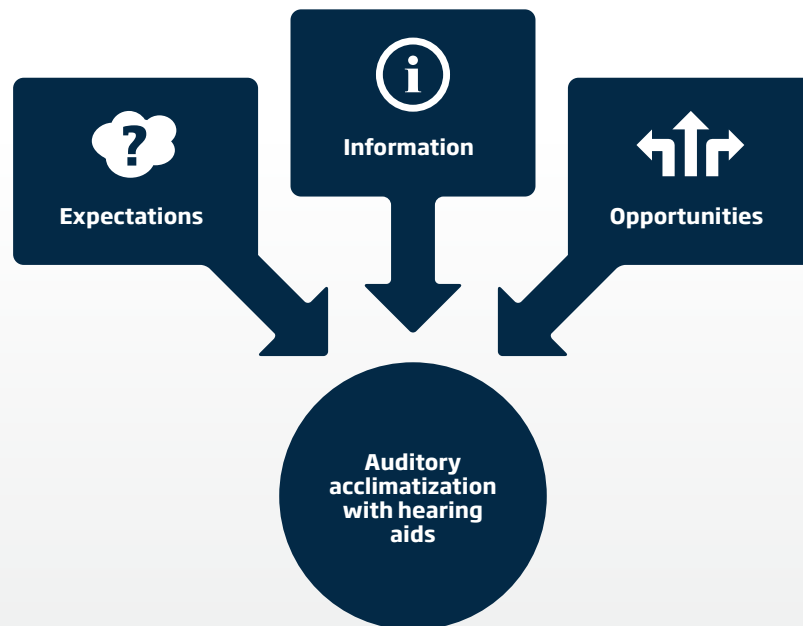 Information
Expectations
Opportunities
Auditory
acclimatization
with hearing
aids